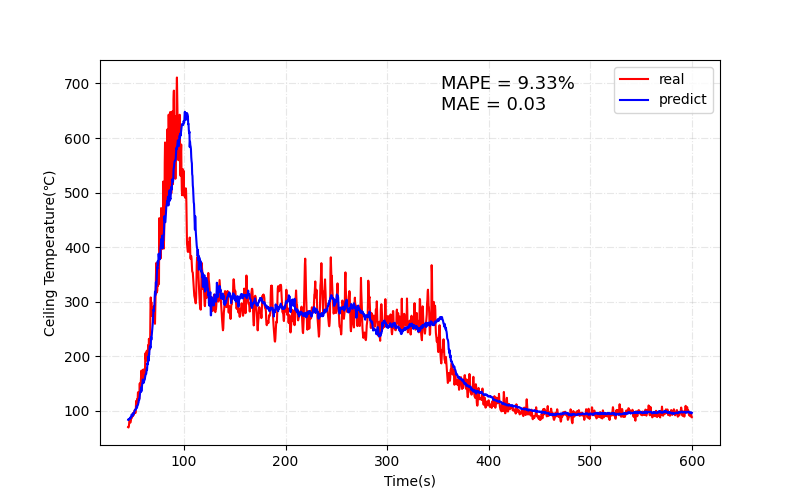 MAPE = 9.33%
MAE = 0.03
real
predict
700
600
500
400
300
200
100
Ceiling Temperature(℃)
100 200 300 400 500 600
Time(s)